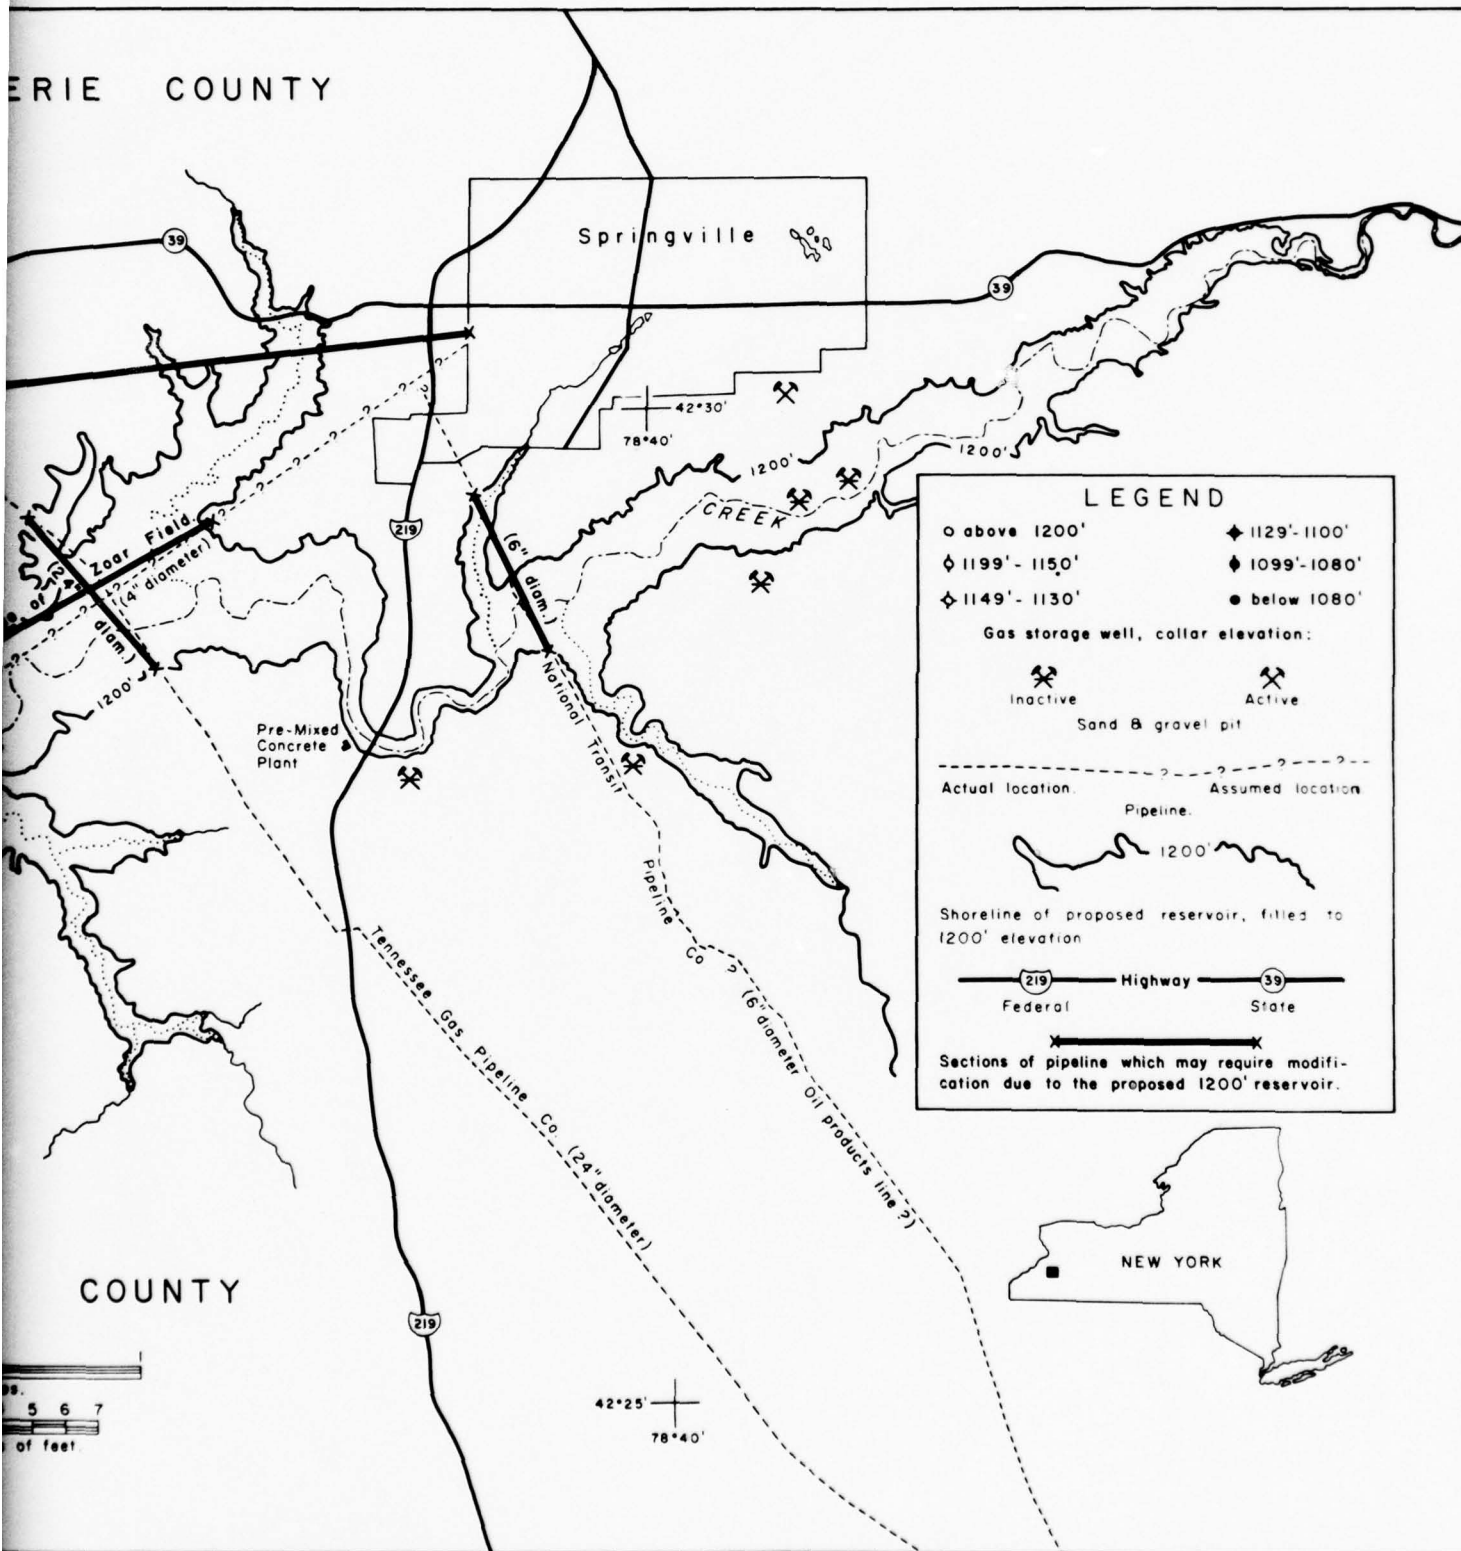 ERIE COUNTY
39
Springville
39
42°30'
78°40'
1200'
1200'
CREEK
219
of Zoar Field
(4" diameter)
(24" diam.)
(6" diam.)
1200'
Pre-Mixed
Concrete
Plant
National Transit Pipeline Co ? (6" diameter Oil products line ?)
Tennessee Gas Pipeline Co. (24" diameter)
LEGEND
above 1200'
1129'-1100'
1199' - 1150'
1099'-1080'
1149' - 1130'
below 1080'
Gas storage well, collar elevation:
Inactive
Active
Sand & gravel pit
? ? ? ?
Actual location.
Assumed location
Pipeline.
1200'
Shoreline of proposed reservoir, filled to
1200' elevation
219 Highway 39
Federal
State
Sections of pipeline which may require modifi-
cation due to the proposed 1200' reservoir.
NEW YORK
COUNTY
219
5 6 7
of feet.
42°25'
78°40'